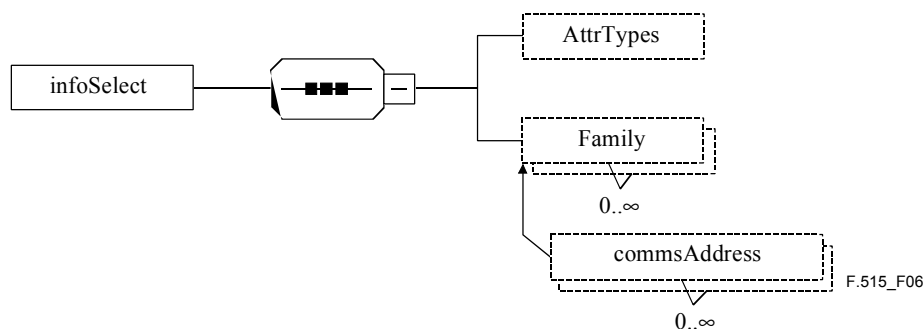 AttrTypes
infoSelect
Family
0..∞
commsAddress
F.515_F06
0..∞